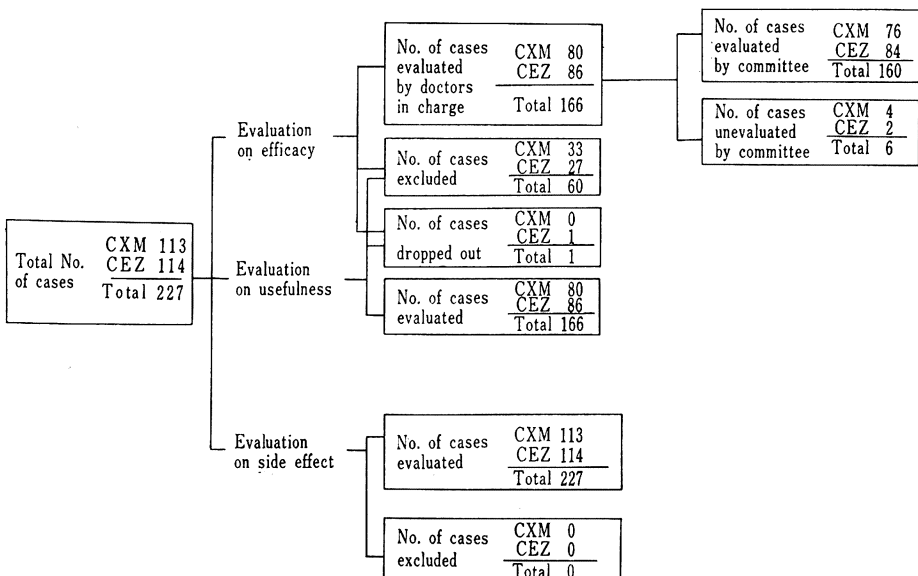 Total No.
of cases
CXM 113
CEZ 114
Total 227
Evaluation
on efficacy
Evaluation
on usefulness
Evaluation
on side effect
No. of cases
evaluated
by doctors
in charge
CXM 80
CEZ 86
Total 166
No. of cases
excluded
CXM 33
CEZ 27
Total 60
No. of cases
dropped out
CXM 0
CEZ 1
Total 1
No. of cases
evaluated
CXM 80
CEZ 86
Total 166
No. of cases
evaluated
CXM 113
CEZ 114
Total 227
No. of cases
excluded
CXM 0
CEZ 0
Total 0
No. of cases
evaluated
by committee
CXM 76
CEZ 84
Total 160
No. of cases
unevaluated
by committee
CXM 4
CEZ 2
Total 6